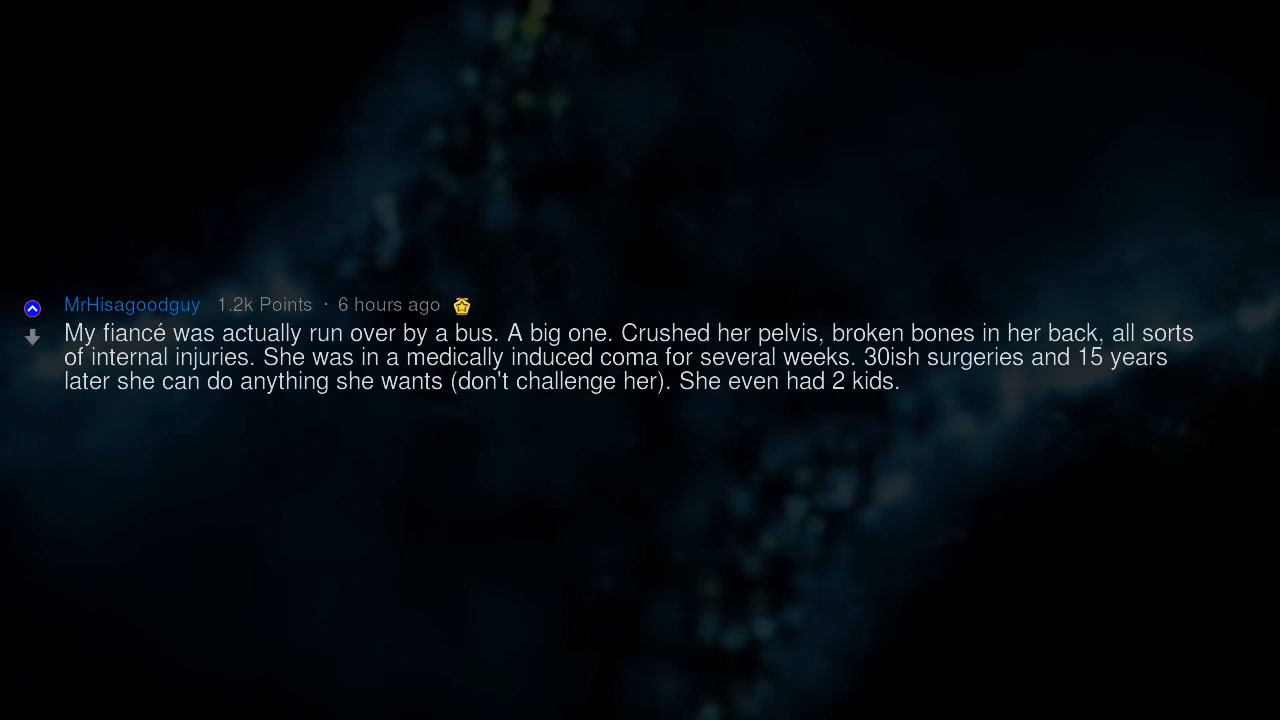 MrHisagoodguy 1.2k Points · 6 hours ago
My fiancé was actually run over by a bus. A big one. Crushed her pelvis, broken bones in her back, all sorts
of internal injuries. She was in a medically induced coma for several weeks. 30ish surgeries and 15 years
later she can do anything she wants (don't challenge her). She even had 2 kids.